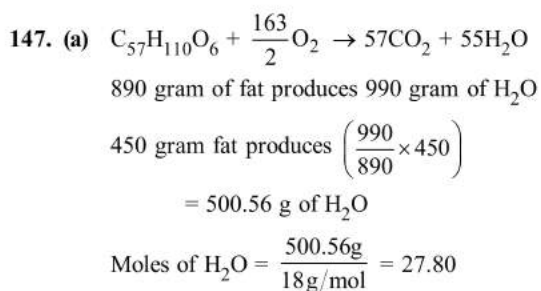 147. (a) C₅₇H₁₁₀O₆ + 163/2 O₂ → 57CO₂ + 55H₂O
890 gram of fat produces 990 gram of H₂O
450 gram fat produces (990/890 × 450)
= 500.56 g of H₂O
Moles of H₂O = 500.56g / 18g/mol = 27.80